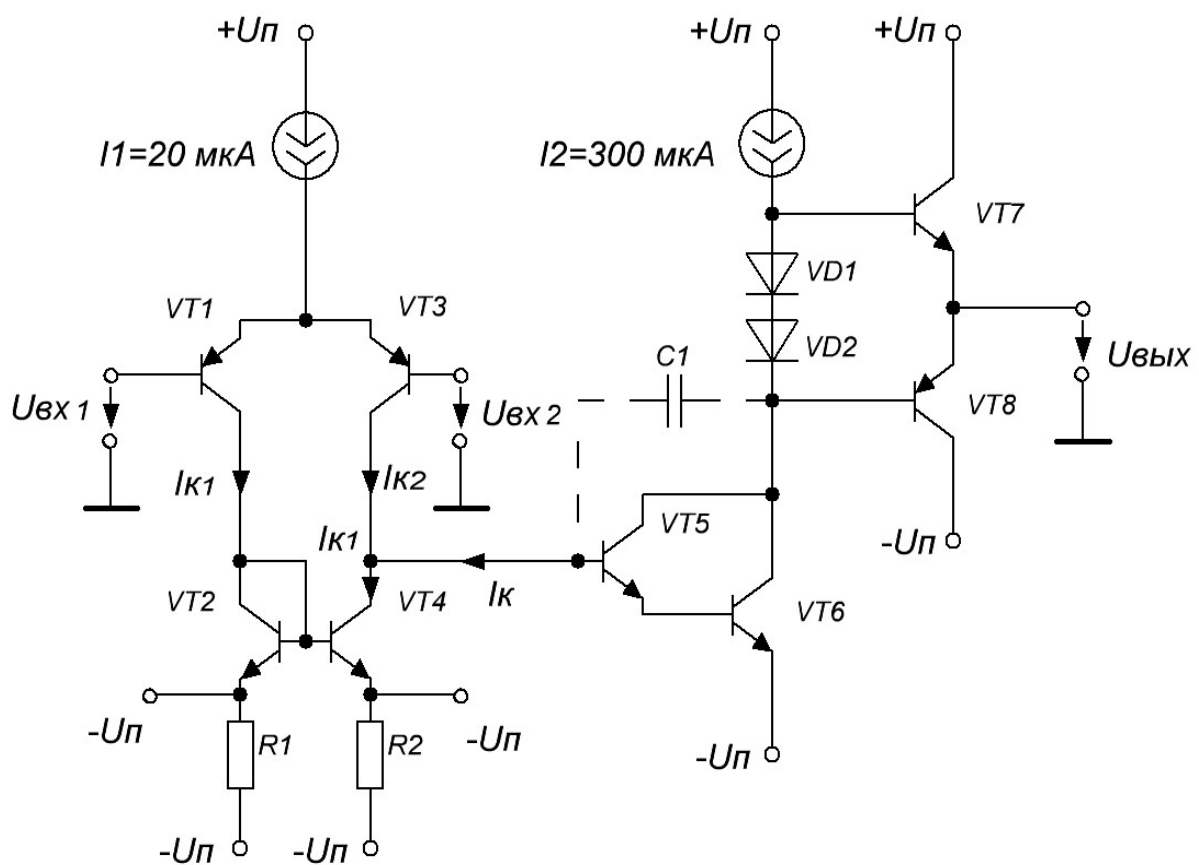 +Uп
+Uп
+Uп
I1=20 мкА
I2=300 мкА
VT7
VD1
VT1
VT3
VD2
C1
Uвых
Uвх 1
Uвх 2
VT8
Iк1
Iк2
VT5
Iк1
-Uп
Iк
VT2
VT4
VT6
-Uп
-Uп
R1
R2
-Uп
-Uп
-Uп